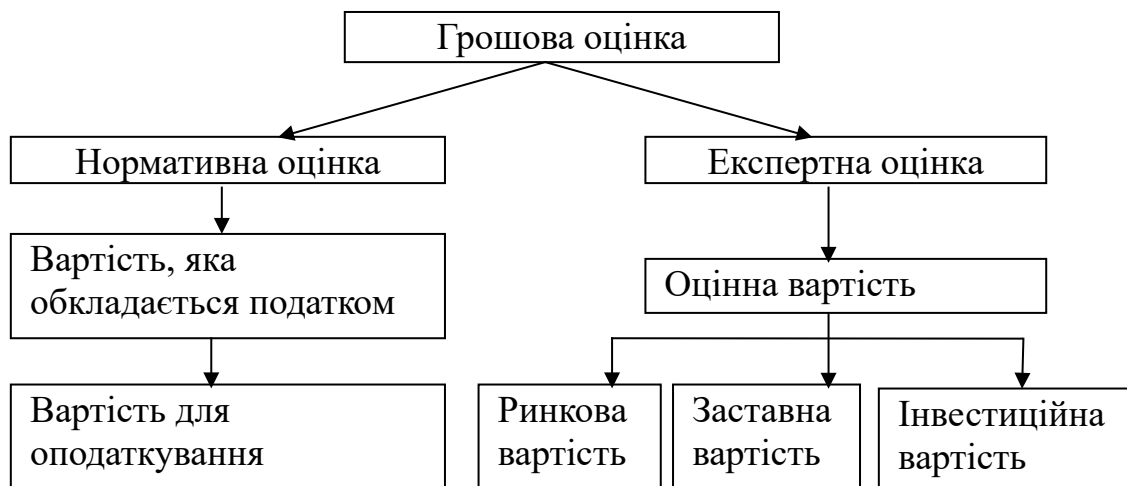 Грошова оцінка
Нормативна оцінка
Експертна оцінка
Вартість, яка
обкладається податком
Оцінна вартість
Вартість для
оподаткування
Ринкова
вартість
Заставна
вартість
Інвестиційна
вартість